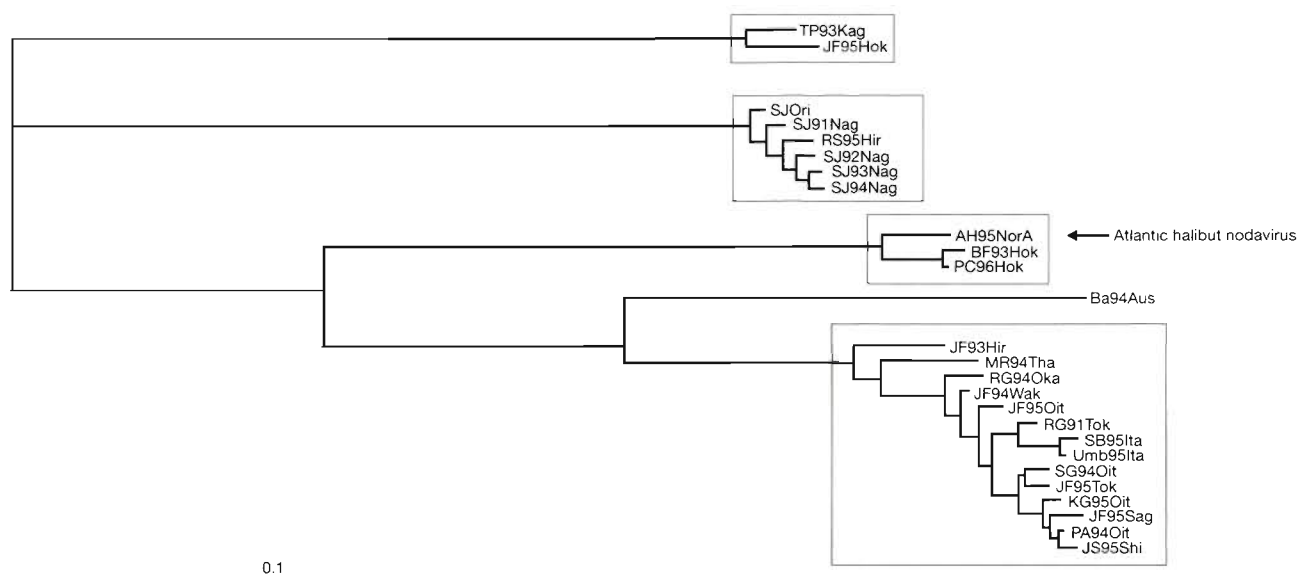 TP93Kag
JF95Hok
SJOri
SJ91Nag
RS95Hir
SJ92Nag
SJ93Nag
SJ94Nag
AH95NorA
Atlantic halibut nodavirus
BF93Hok
PC96Hok
Ba94Aus
JF93Hir
MR94Tha
RG94Oka
JF94Wak
JF95Oit
RG91Tok
SB95Ita
Umb95Ita
SG94Oit
JF95Tok
KG95Oit
JF95Sag
PA94Oit
JS95Shi
0.1